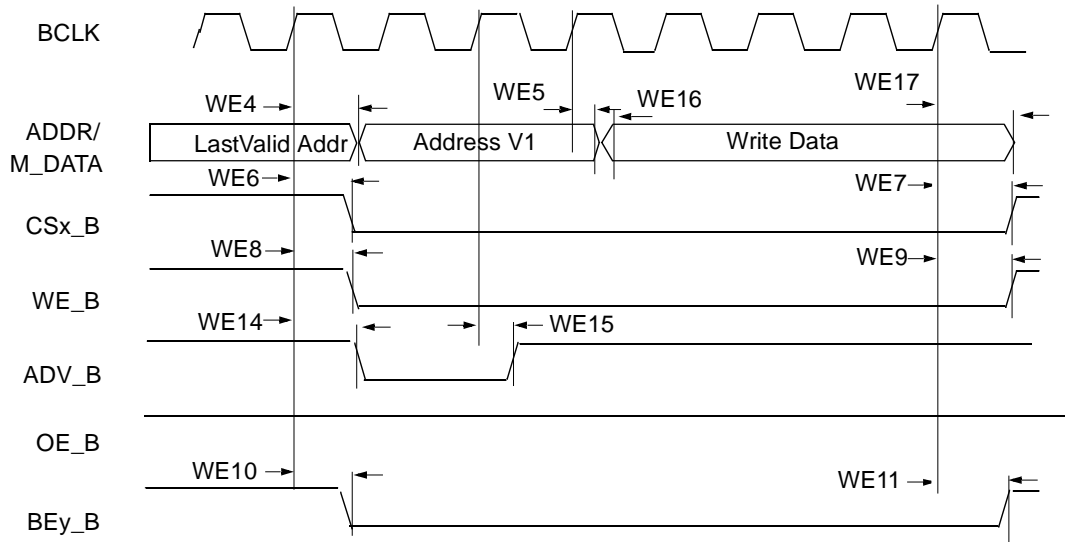 BCLK
WE4
WE5
WE16
WE17
ADDR/
M_DATA
LastValid Addr
Address V1
Write Data
WE6
WE7
CSx_B
WE8
WE9
WE_B
WE14
WE15
ADV_B
OE_B
WE10
WE11
BEy_B